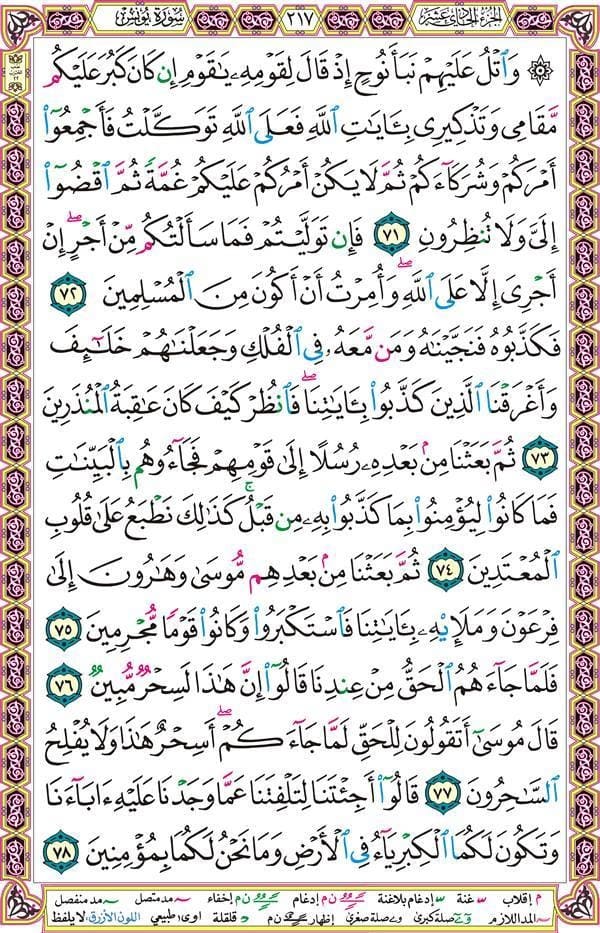 الجزء الحادى عشر
٢١٧
سورة يونس
۞ وَٱتۡلُ عَلَيۡهِمۡ نَبَأَ نُوحٍ إِذۡ قَالَ لِقَوۡمِهِۦ يَٰقَوۡمِ إِن كَانَ كَبُرَ عَلَيۡكُم
مَّقَامِي وَتَذۡكِيرِي بِـَٔايَٰتِ ٱللَّهِ فَعَلَى ٱللَّهِ تَوَكَّلۡتُ فَأَجۡمِعُوٓاْ
أَمۡرَكُمۡ وَشُرَكَآءَكُمۡ ثُمَّ لَا يَكُنۡ أَمۡرُكُمۡ عَلَيۡكُمۡ غُمَّةٗ ثُمَّ ٱقۡضُوٓاْ
إِلَيَّ وَلَا تُنظِرُونِ ٧١ فَإِن تَوَلَّيۡتُمۡ فَمَا سَأَلۡتُكُم مِّنۡ أَجۡرٍۖ إِنۡ
أَجۡرِيَ إِلَّا عَلَى ٱللَّهِۖ وَأُمِرۡتُ أَنۡ أَكُونَ مِنَ ٱلۡمُسۡلِمِينَ ٧٢
فَكَذَّبُوهُ فَنَجَّيۡنَٰهُ وَمَن مَّعَهُۥ فِي ٱلۡفُلۡكِ وَجَعَلۡنَٰهُمۡ خَلَٰٓئِفَ
وَأَغۡرَقۡنَا ٱلَّذِينَ كَذَّبُواْ بِـَٔايَٰتِنَاۖ فَٱنظُرۡ كَيۡفَ كَانَ عَٰقِبَةُ ٱلۡمُنذَرِينَ
٧٣ ثُمَّ بَعَثۡنَا مِنۢ بَعۡدِهِۦ رُسُلًا إِلَىٰ قَوۡمِهِمۡ فَجَآءُوهُم بِٱلۡبَيِّنَٰتِ
فَمَا كَانُواْ لِيُؤۡمِنُواْ بِمَا كَذَّبُواْ بِهِۦ مِن قَبۡلُۚ كَذَٰلِكَ نَطۡبَعُ عَلَىٰ قُلُوبِ
ٱلۡمُعۡتَدِينَ ٧٤ ثُمَّ بَعَثۡنَا مِنۢ بَعۡدِهِم مُّوسَىٰ وَهَٰرُونَ إِلَىٰ
فِرۡعَوۡنَ وَمَلَإِيْهِۦ بِـَٔايَٰتِنَا فَٱسۡتَكۡبَرُواْ وَكَانُواْ قَوۡمٗا مُّجۡرِمِينَ ٧٥
فَلَمَّا جَآءَهُمُ ٱلۡحَقُّ مِنۡ عِندِنَا قَالُوٓاْ إِنَّ هَٰذَا لَسِحۡرٞ مُّبِينٞ ٧٦
قَالَ مُوسَىٰٓ أَتَقُولُونَ لِلۡحَقِّ لَمَّا جَآءَكُمۡۖ أَسِحۡرٌ هَٰذَا وَلَا يُفۡلِحُ
ٱلسَّٰحِرُونَ ٧٧ قَالُوٓاْ أَجِئۡتَنَا لِتَلۡفِتَنَا عَمَّا وَجَدۡنَا عَلَيۡهِ ءَابَآءَنَا
وَتَكُونَ لَكُمَا ٱلۡكِبۡرِيَآءُ فِي ٱلۡأَرۡضِ وَمَا نَحۡنُ لَكُمَا بِمُؤۡمِنِينَ ٧٨
م إقلاب غنة إدغام بلاغنة ن م إدغام إخفاء مد متصل مد منفصل
المد اللازم صلة كبرى صلة صغرى إظهار ن م قلقلة اوى: طبيعي اللون الأزرق: لا يلفظ